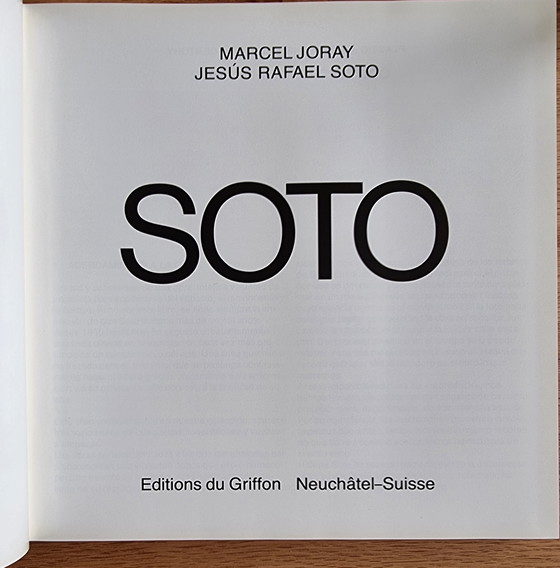 MARCEL JORAY
JESÚS RAFAEL SOTO
SOTO
Editions du Griffon Neuchâtel–Suisse